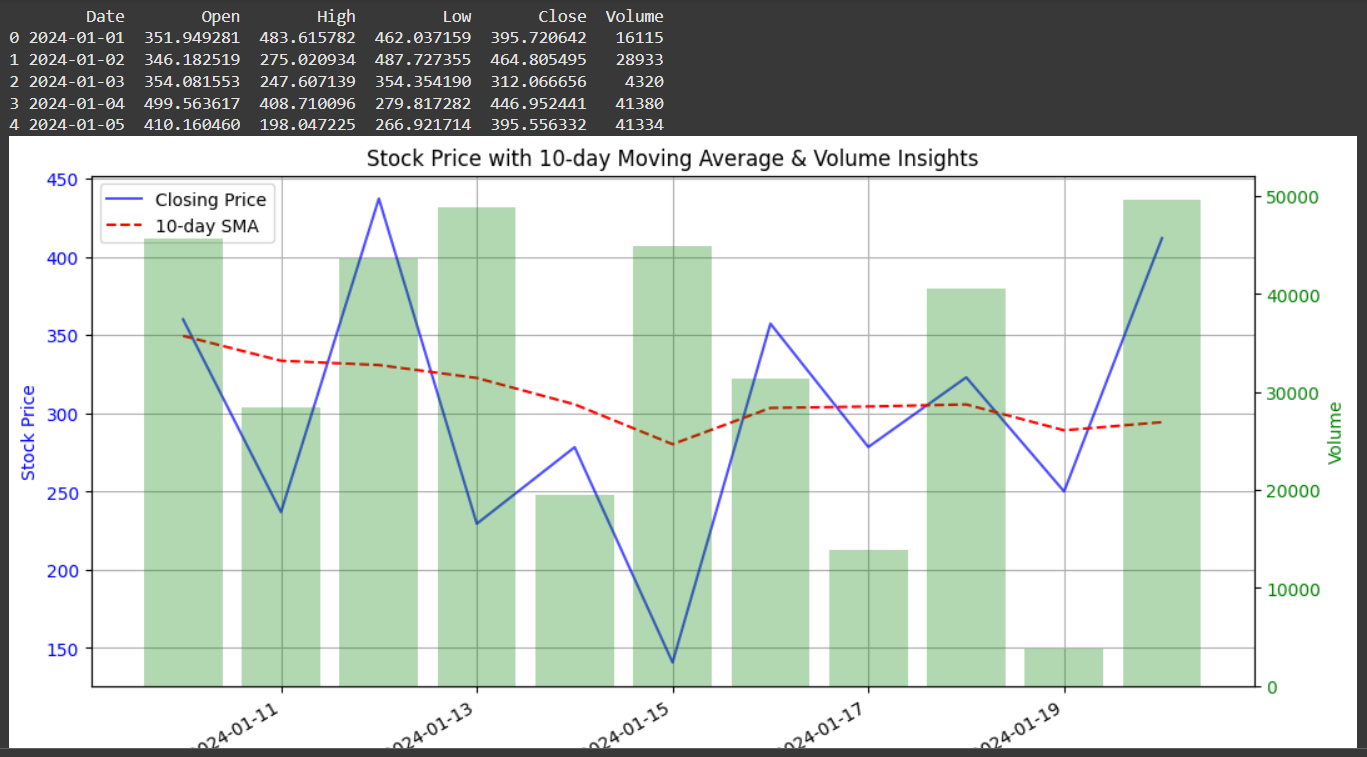 Date Open High Low Close Volume
0 2024-01-01 351.949281 483.615782 462.037159 395.720642 16115
1 2024-01-02 346.182519 275.020934 487.727355 464.805495 28933
2 2024-01-03 354.081553 247.607139 354.354190 312.066656 4320
3 2024-01-04 499.563617 408.710096 279.817282 446.952441 41380
4 2024-01-05 410.160460 198.047225 266.921714 395.556332 41334
Stock Price with 10-day Moving Average & Volume Insights
Closing Price
10-day SMA
Stock Price
450
400
350
300
250
200
150
50000
40000
30000
20000
10000
0
Volume
024-01-11
024-01-13
024-01-15
024-01-17
024-01-19